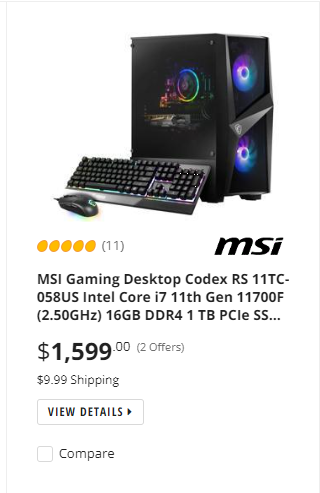 (11)
msi
MSI Gaming Desktop Codex RS 11TC-
058US Intel Core i7 11th Gen 11700F
(2.50GHz) 16GB DDR4 1 TB PCIe SS...
$1,599.00 (2 Offers)
$9.99 Shipping
VIEW DETAILS
Compare